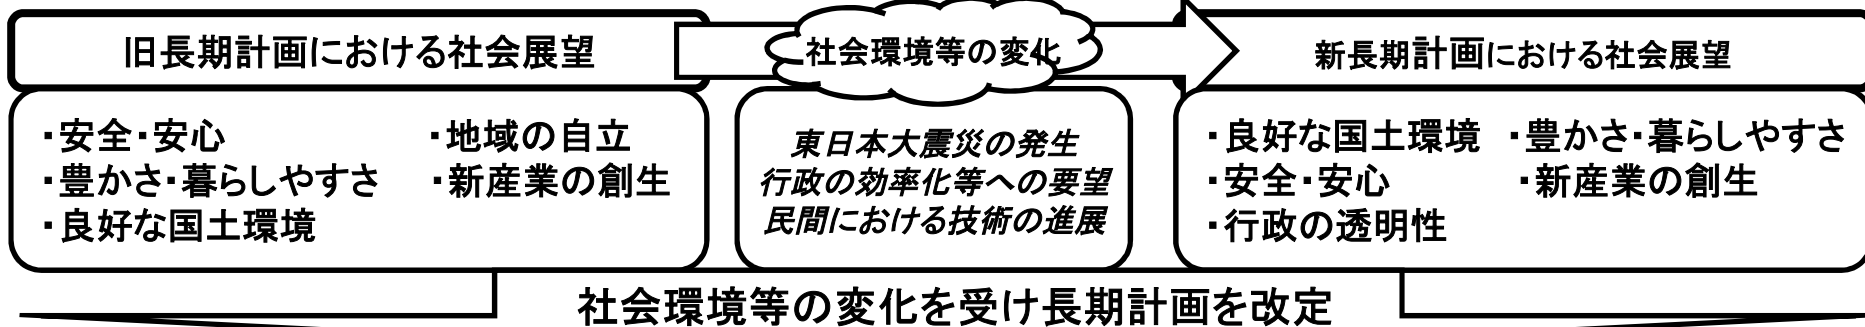 旧長期計画における社会展望
・安全・安心 ・地域の自立
・豊かさ・暮らしやすさ ・新産業の創生
・良好な国土環境
社会環境等の変化
東日本大震災の発生
行政の効率化等への要望
民間における技術の進展
新長期計画における社会展望
・良好な国土環境 ・豊かさ・暮らしやすさ
・安全・安心 ・新産業の創生
・行政の透明性
社会環境等の変化を受け長期計画を改定